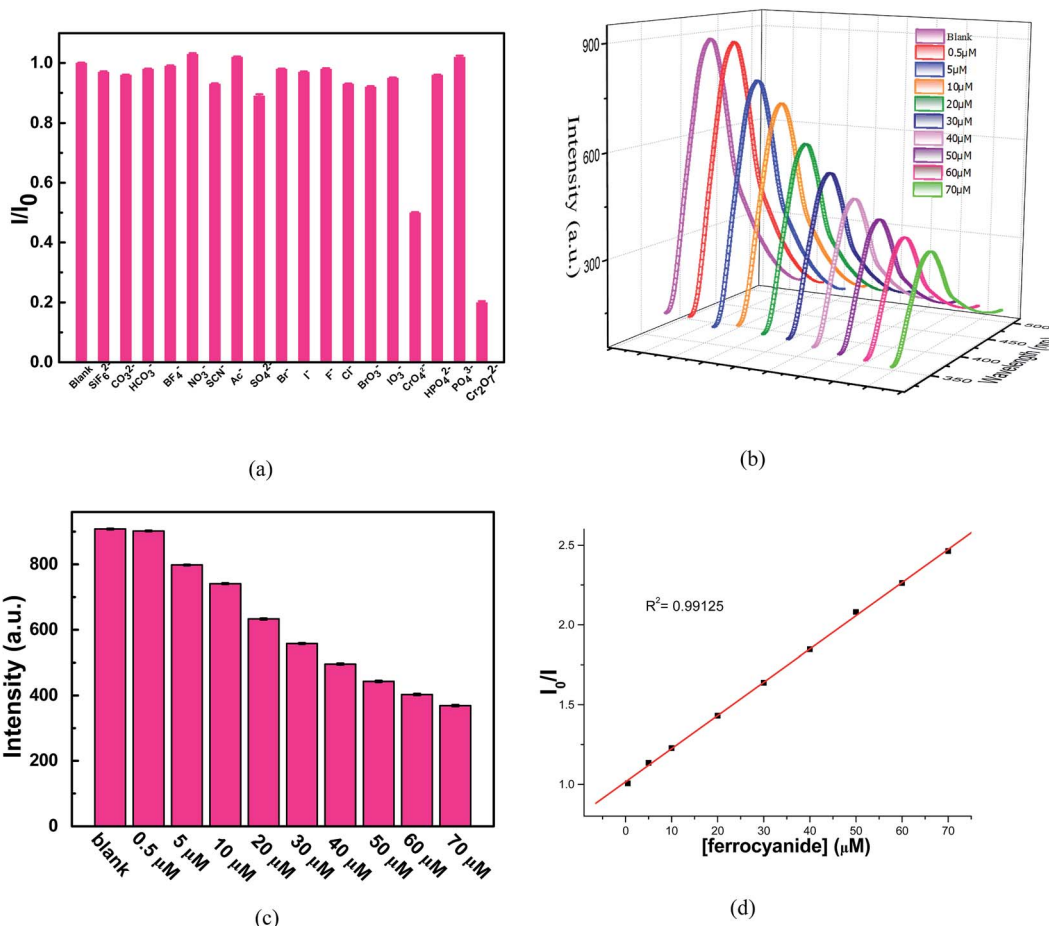 I/I0
1.0
0.8
0.6
0.4
0.2
0.0
Blank
SiF6 2-
CO3 2-
HCO3-
BF4-
NO3-
SCN-
Ac-
SO4 2-
Br-
I-
F-
Cl-
BrO3-
IO3-
CrO4 2-
HPO4 2-
PO4 3-
Cr2O7 2-
(a)
Intensity (a.u.)
900
600
300
Blank
0.5μM
5μM
10μM
20μM
30μM
40μM
50μM
60μM
70μM
500
450
400
350
Wavelength (nm)
(b)
Intensity (a.u.)
800
600
400
200
0
blank
0.5 μM
5 μM
10 μM
20 μM
30 μM
40 μM
50 μM
60 μM
70 μM
(c)
I0/I
2.5
2.0
1.5
1.0
R2= 0.99125
0 10 20 30 40 50 60 70
[ferrocyanide] (μM)
(d)